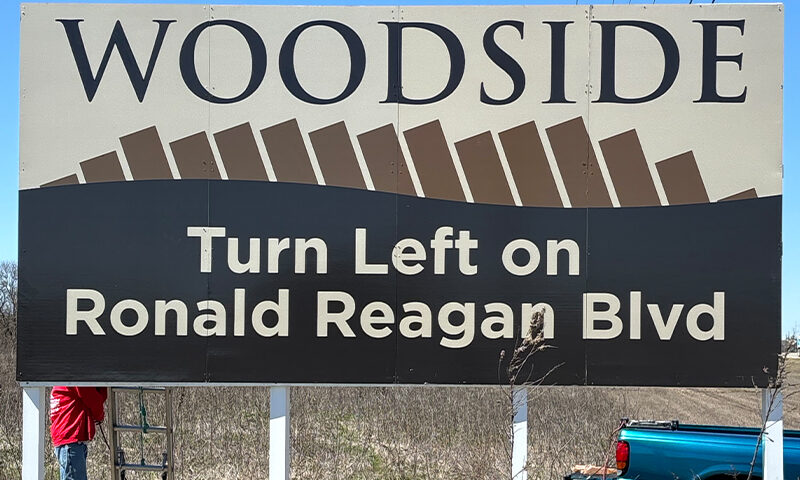 WOODSIDE
Turn Left on
Ronald Reagan Blvd